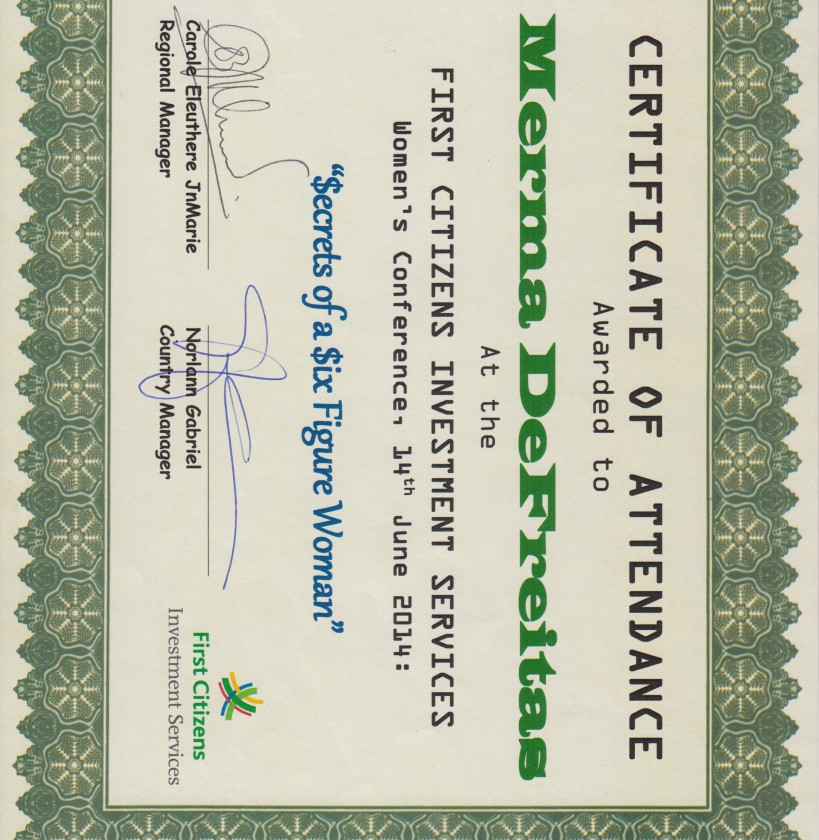 CERTIFICATE OF ATTENDANCE
Awarded to
Merma DeFreitas
At the
FIRST CITIZENS INVESTMENT SERVICES
Women's Conference, 14th June 2014:
“$ecrets of a $ix Figure Woman”
Carole Eleuthere JnMarie
Regional Manager
Norlann Gabriel
Country Manager
First Citizens
Investment Services